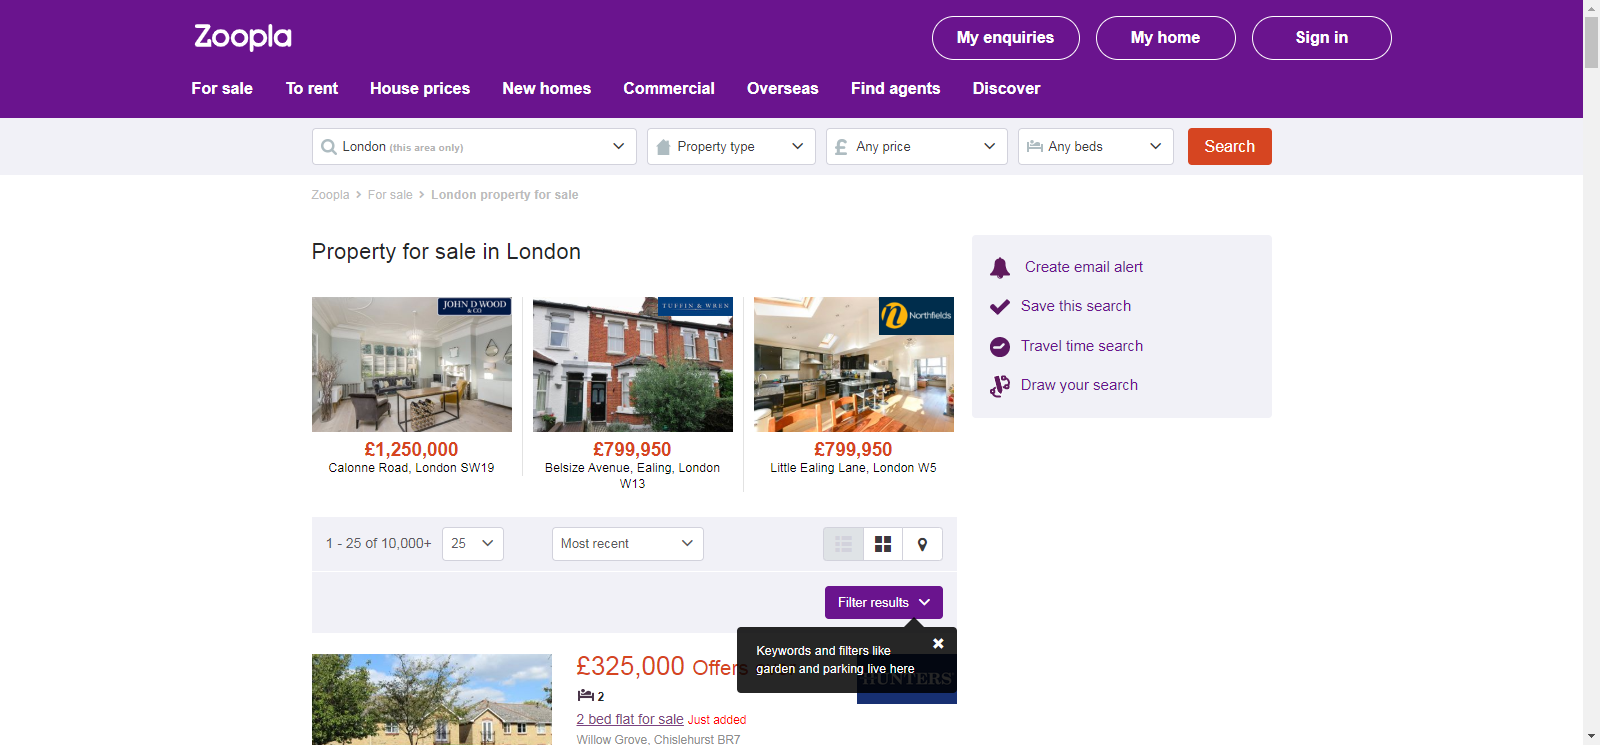 Zoopla
My enquiries
My home
Sign in
For sale
To rent
House prices
New homes
Commercial
Overseas
Find agents
Discover
London (this area only)
Property type
£ Any price
Any beds
Search
Zoopla > For sale > London property for sale
Property for sale in London
JOHN D WOOD
& CO
£1,250,000
Calonne Road, London SW19
TUFFIN & WREN
£799,950
Belsize Avenue, Ealing, London
W13
n Northfields
£799,950
Little Ealing Lane, London W5
Create email alert
Save this search
Travel time search
Draw your search
1 - 25 of 10,000+
25
Most recent
Filter results
Keywords and filters like
garden and parking live here
£325,000 Offers
HUNTERS
2
2 bed flat for sale Just added
Willow Grove, Chislehurst BR7